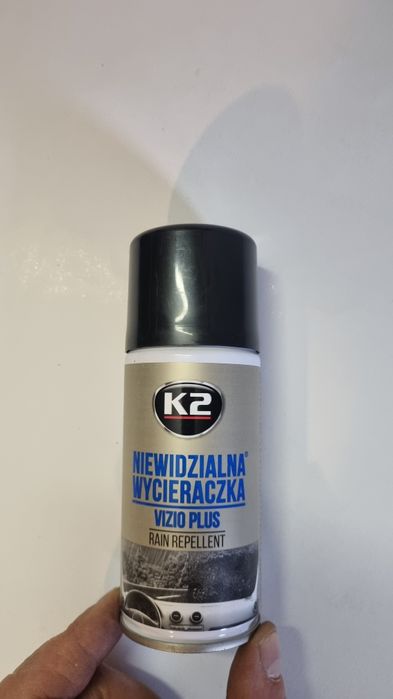 K2
NIEWIDZIALNA®
WYCIERACZKA
VIZIO PLUS
RAIN REPELLENT